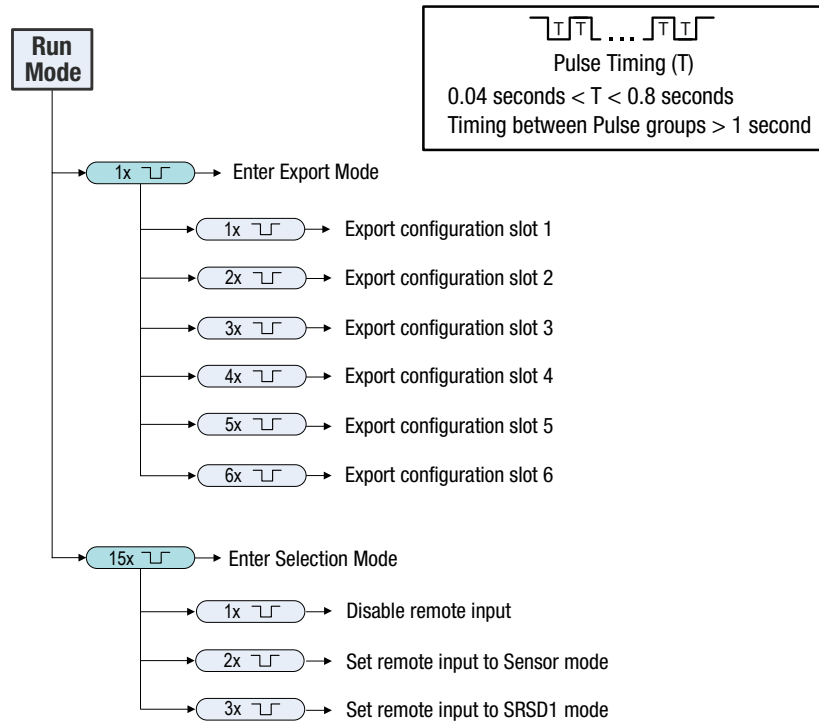 Run
Mode
T T ... T T
Pulse Timing (T)
0.04 seconds < T < 0.8 seconds
Timing between Pulse groups > 1 second
1x Enter Export Mode
1x Export configuration slot 1
2x Export configuration slot 2
3x Export configuration slot 3
4x Export configuration slot 4
5x Export configuration slot 5
6x Export configuration slot 6
15x Enter Selection Mode
1x Disable remote input
2x Set remote input to Sensor mode
3x Set remote input to SRSD1 mode